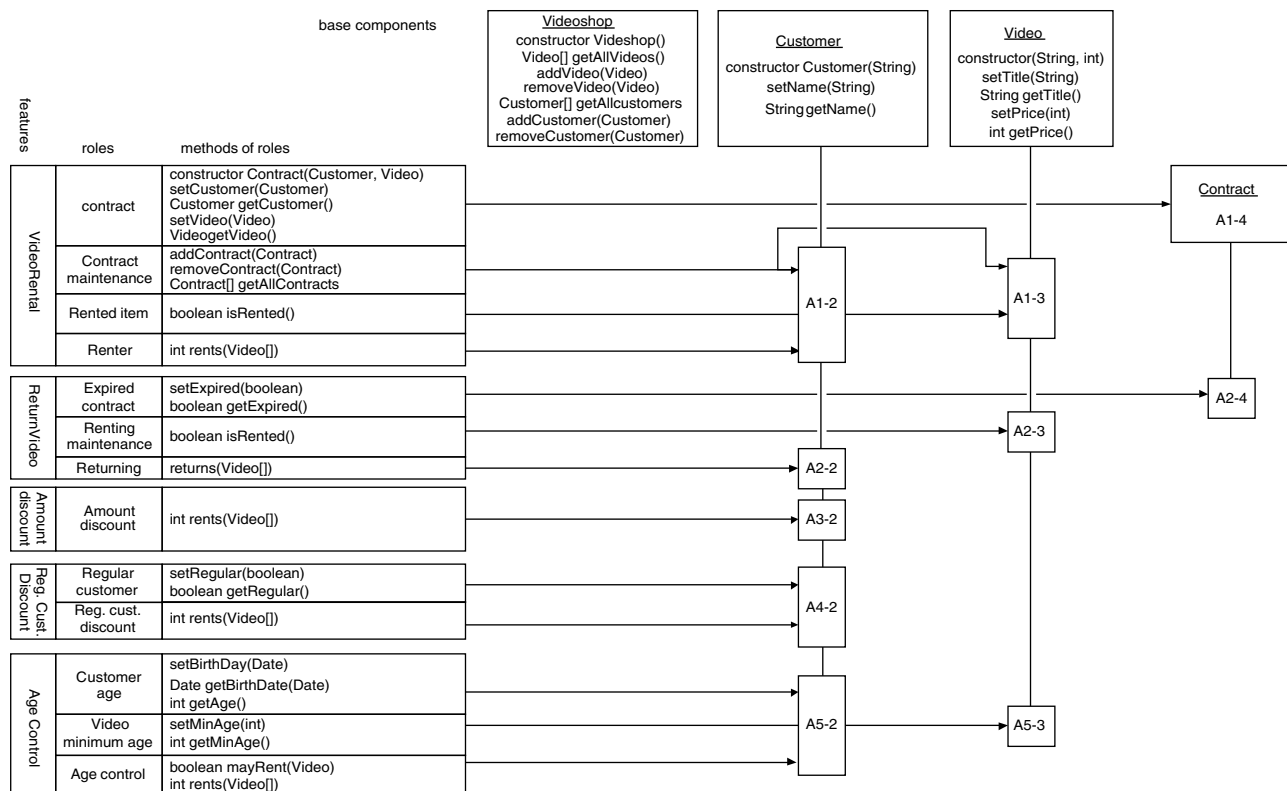 base components
Videoshop
constructor Videshop()
Video[] getAllVideos()
addVideo(Video)
removeVideo(Video)
Customer[] getAllcustomers
addCustomer(Customer)
removeCustomer(Customer)
Customer
constructor Customer(String)
setName(String)
String getName()
Video
constructor(String, int)
setTitle(String)
String getTitle()
setPrice(int)
int getPrice()
features
roles
methods of roles
VideoRental
contract
constructor Contract(Customer, Video)
setCustomer(Customer)
Customer getCustomer()
setVideo(Video)
VideogetVideo()
Contract
A1-4
Contract
maintenance
addContract(Contract)
removeContract(Contract)
Contract[] getAllContracts
A1-2
A1-3
Rented item
boolean isRented()
Renter
int rents(Video[])
ReturnVideo
Expired
contract
setExpired(boolean)
boolean getExpired()
A2-4
Renting
maintenance
boolean isRented()
A2-3
Returning
returns(Video[])
A2-2
Amount
discount
Amount
discount
int rents(Video[])
A3-2
Reg. Cust.
Discount
Regular
customer
setRegular(boolean)
boolean getRegular()
A4-2
Reg. cust.
discount
int rents(Video[])
Age Control
Customer
age
setBirthDay(Date)
Date getBirthDate(Date)
int getAge()
Video
minimum age
setMinAge(int)
int getMinAge()
A5-2
A5-3
Age control
boolean mayRent(Video)
int rents(Video[])